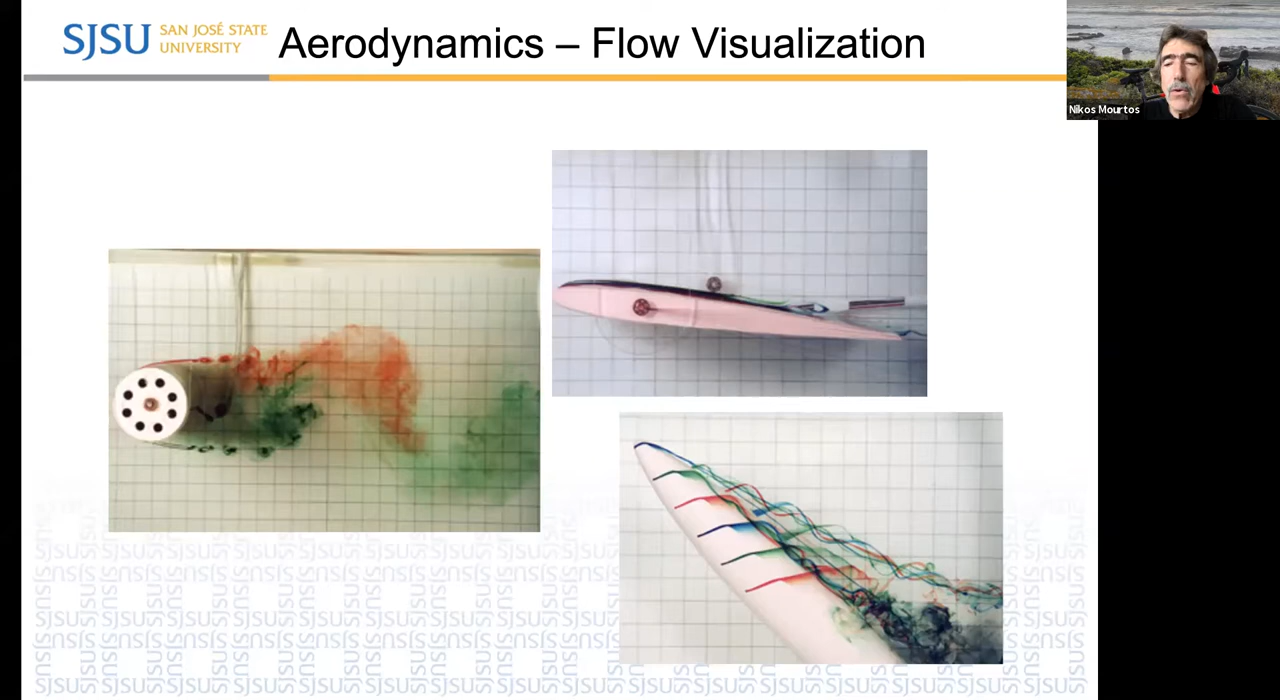 SJSU SAN JOSÉ STATE
UNIVERSITY
Aerodynamics – Flow Visualization
Nikos Mourtos